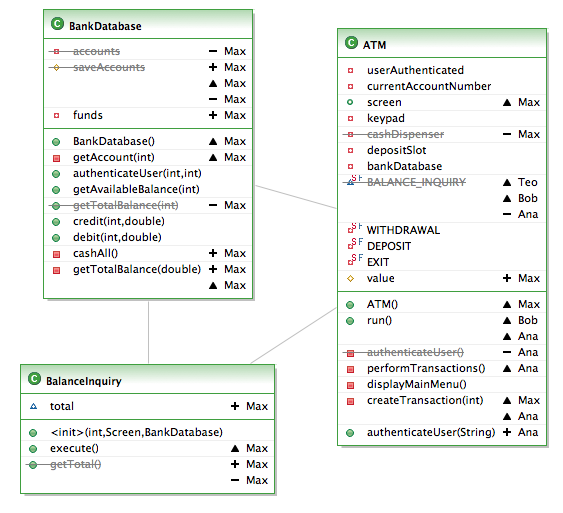 C BankDatabase
accounts − Max
saveAccounts + Max
▲ Max
− Max
funds + Max
BankDatabase() ▲ Max
getAccount(int) ▲ Max
authenticateUser(int,int)
getAvailableBalance(int)
getTotalBalance(int) − Max
credit(int,double)
debit(int,double)
cashAll() + Max
getTotalBalance(double) + Max
▲ Max
C ATM
userAuthenticated
currentAccountNumber
screen ▲ Max
keypad
cashDispenser − Max
depositSlot
bankDatabase
S F BALANCE_INQUIRY ▲ Teo
▲ Bob
− Ana
S F WITHDRAWAL
S F DEPOSIT
S F EXIT
value + Max
ATM() ▲ Max
run() ▲ Bob
▲ Ana
authenticateUser() − Ana
performTransactions() ▲ Ana
displayMainMenu()
createTransaction(int) ▲ Max
▲ Ana
authenticateUser(String) + Ana
C BalanceInquiry
total + Max
<init>(int,Screen,BankDatabase)
execute() ▲ Max
getTotal() + Max
− Max